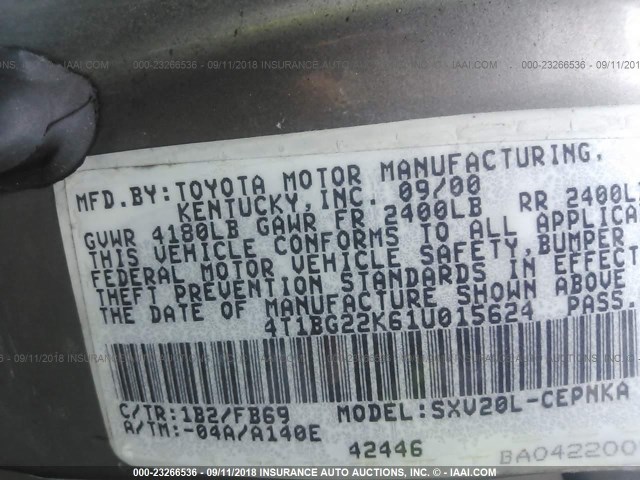 000-23266536 - 09/11/2018 INSURANCE AUTO AUCTIONS, INC. - IAAI.COM
MFD.BY:TOYOTA MOTOR MANUFACTURING,
KENTUCKY,INC. 09/00
GVWR 4180LB GAWR FR 2400LB RR 2400L
THIS VEHICLE CONFORMS TO ALL APPLICA
FEDERAL MOTOR VEHICLE SAFETY,BUMPER,
THEFT PREVENTION STANDARDS IN EFFECT
THE DATE OF MANUFACTURE SHOWN ABOVE
4T1BG22K61U015624 PASS.
C/TR:1B2/FB69 MODEL:SXV20L-CEPNKA
A/TM:-04A/A140E
42446 BA042200
000-23266536 - 09/11/2018 INSURANCE AUTO AUCTIONS, INC. - IAAI.COM